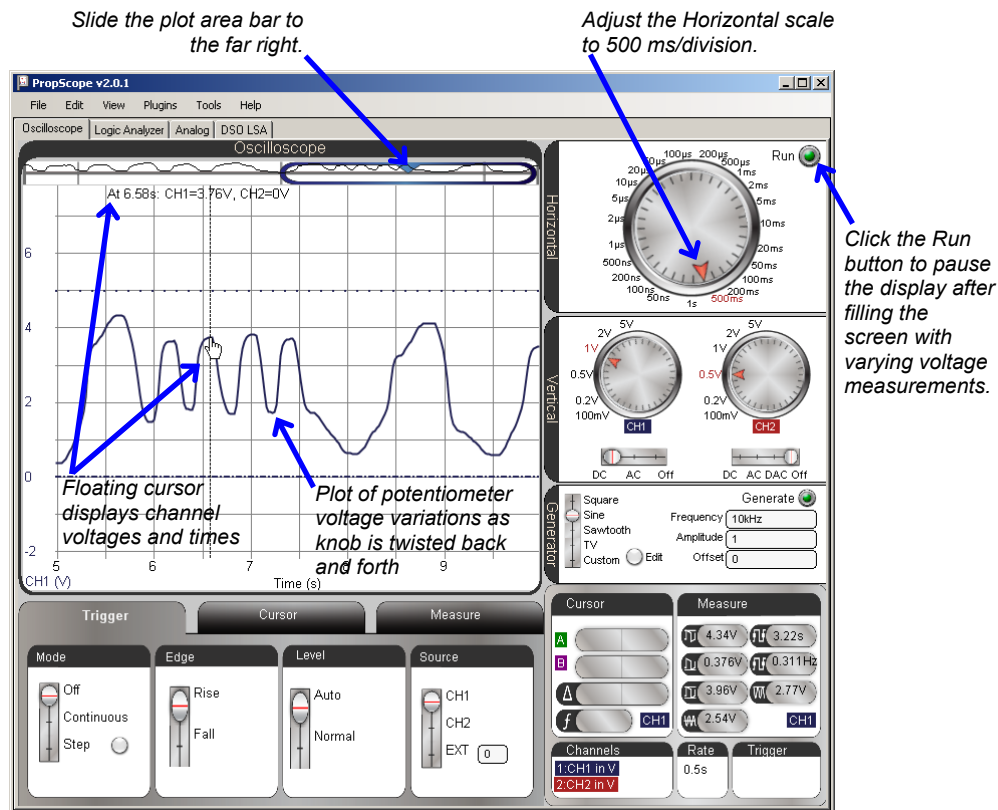 Slide the plot area bar to
the far right.
Adjust the Horizontal scale
to 500 ms/division.
PropScope v2.0.1
File Edit View Plugins Tools Help
Oscilloscope Logic Analyzer Analog DSO LSA
Oscilloscope
At 6.58s: CH1=3.76V, CH2=0V
6
4
2
0
-2
5 6 7 8 9
CH1 (V)
Time (s)
Floating cursor
displays channel
voltages and times
Plot of potentiometer
voltage variations as
knob is twisted back
and forth
Horizontal
Run
50ns
100ns
200ns
500ns
1µs
2µs
5µs
10µs
20µs
50µs
100µs
200µs
500µs
1ms
2ms
5ms
10ms
20ms
50ms
100ms
200ms
500ms
1s
Click the Run
button to pause
the display after
filling the
screen with
varying voltage
measurements.
Vertical
5V
2V
1V
0.5V
0.2V
100mV
CH1
DC AC Off
5V
2V
1V
0.5V
0.2V
100mV
CH2
DC AC DAC Off
Generator
Square
Sine
Sawtooth
TV
Custom
Edit
Generate
Frequency 10kHz
Amplitude 1
Offset 0
Trigger Cursor Measure
Mode
Off
Continuous
Step
Edge
Rise
Fall
Level
Auto
Normal
Source
CH1
CH2
EXT 0
Cursor
A
B
Δ
f CH1
Measure
4.34V 3.22s
0.376V 0.311Hz
3.96V 2.77V
2.54V CH1
Channels
1:CH1 in V
2:CH2 in V
Rate
0.5s
Trigger